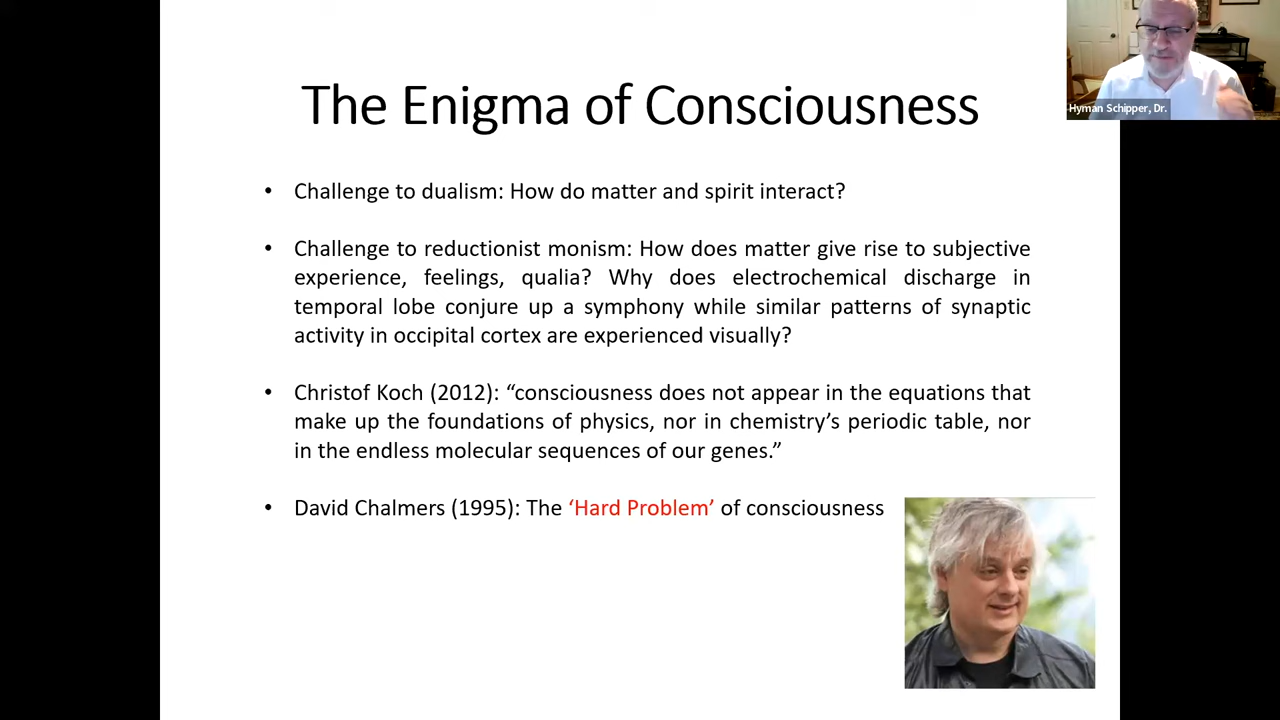 Hyman Schipper, Dr.
The Enigma of Consciousness
• Challenge to dualism: How do matter and spirit interact?
• Challenge to reductionist monism: How does matter give rise to subjective
experience, feelings, qualia? Why does electrochemical discharge in
temporal lobe conjure up a symphony while similar patterns of synaptic
activity in occipital cortex are experienced visually?
• Christof Koch (2012): “consciousness does not appear in the equations that
make up the foundations of physics, nor in chemistry’s periodic table, nor
in the endless molecular sequences of our genes.”
• David Chalmers (1995): The ‘Hard Problem’ of consciousness